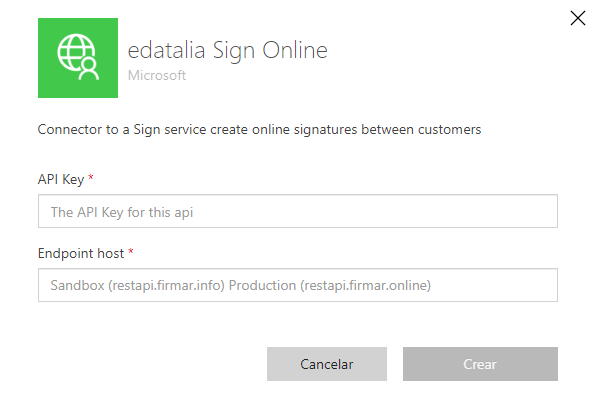 edatalia Sign Online
Microsoft
Connector to a Sign service create online signatures between customers
API Key *
The API Key for this api
Endpoint host *
Sandbox (restapi.firmar.info) Production (restapi.firmar.online)
Cancelar
Crear